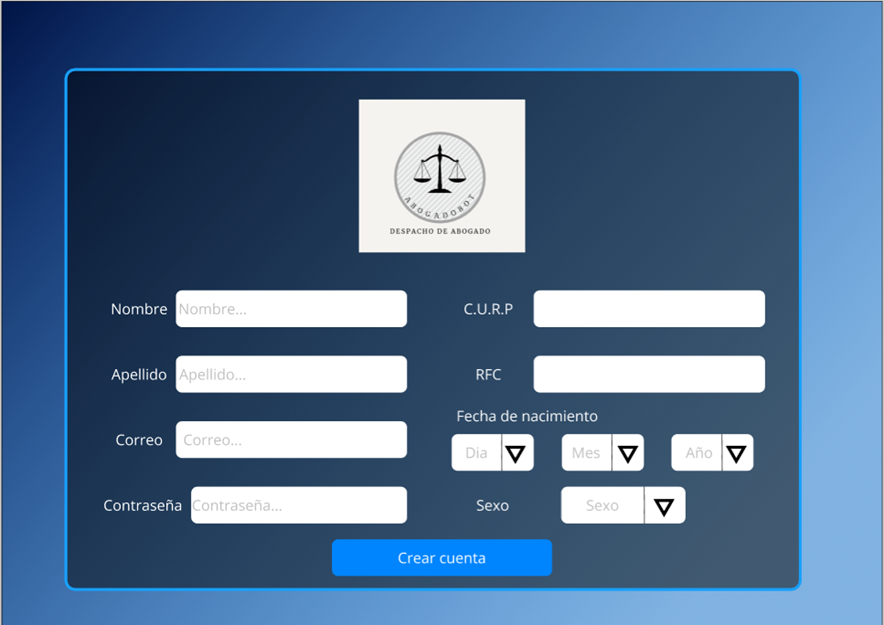 ABOGADOBOT
DESPACHO DE ABOGADO
Nombre
Nombre...
C.U.R.P
Apellido
Apellido...
RFC
Correo
Correo...
Fecha de nacimiento
Dia
Mes
Año
Contraseña
Contraseña...
Sexo
Sexo
Crear cuenta